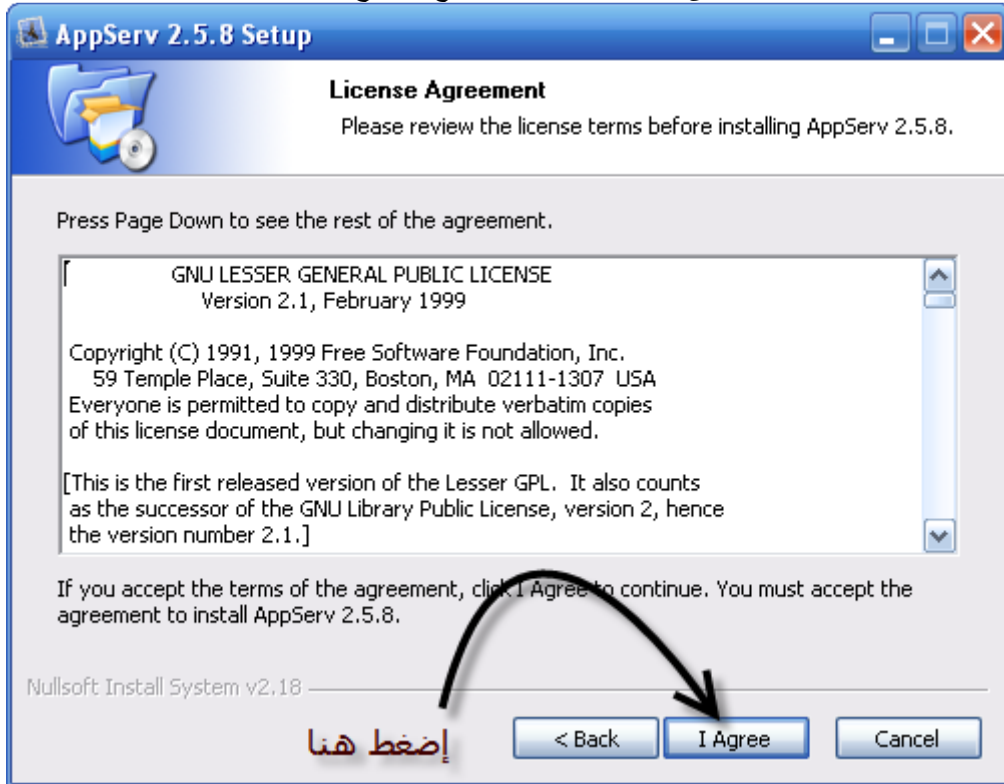 AppServ 2.5.8 Setup
License Agreement
Please review the license terms before installing AppServ 2.5.8.
Press Page Down to see the rest of the agreement.
GNU LESSER GENERAL PUBLIC LICENSE
Version 2.1, February 1999
Copyright (C) 1991, 1999 Free Software Foundation, Inc.
59 Temple Place, Suite 330, Boston, MA 02111-1307 USA
Everyone is permitted to copy and distribute verbatim copies
of this license document, but changing it is not allowed.
[This is the first released version of the Lesser GPL. It also counts
as the successor of the GNU Library Public License, version 2, hence
the version number 2.1.]
If you accept the terms of the agreement, click I Agree to continue. You must accept the
agreement to install AppServ 2.5.8.
Nullsoft Install System v2.18
إضغط هنا
< Back
I Agree
Cancel